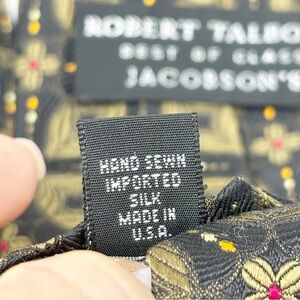 ROBERT TALBO
BEST OF CLAS
JACOBSON'S
HAND SEWN
IMPORTED
SILK
MADE IN
U.S.A.